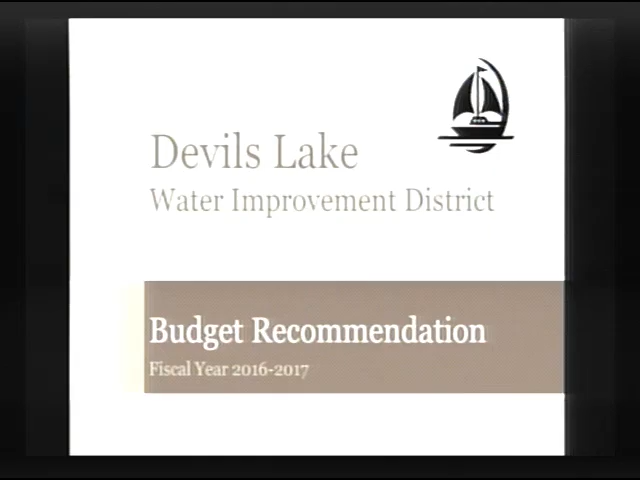 Devils Lake
Water Improvement District
Budget Recommendation
Fiscal Year 2016-2017